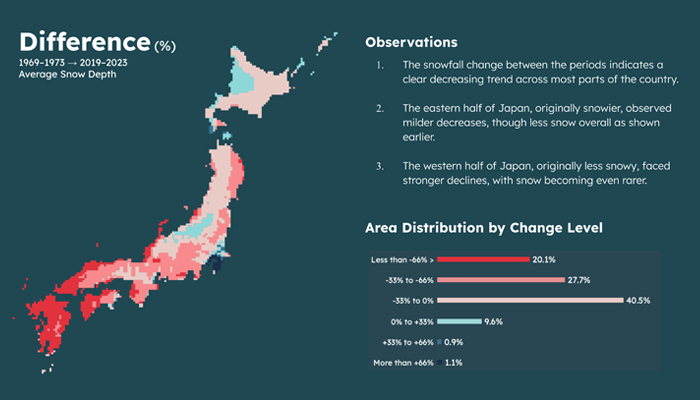 Difference (%)
1969–1973 → 2019–2023
Average Snow Depth
Observations
1. The snowfall change between the periods indicates a
clear decreasing trend across most parts of the country.
2. The eastern half of Japan, originally snowier, observed
milder decreases, though less snow overall as shown
earlier.
3. The western half of Japan, originally less snowy, faced
stronger declines, with snow becoming even rarer.
Area Distribution by Change Level
Less than -66% > 20.1%
-33% to -66% 27.7%
-33% to 0% 40.5%
0% to +33% 9.6%
+33% to +66% 0.9%
More than +66% 1.1%